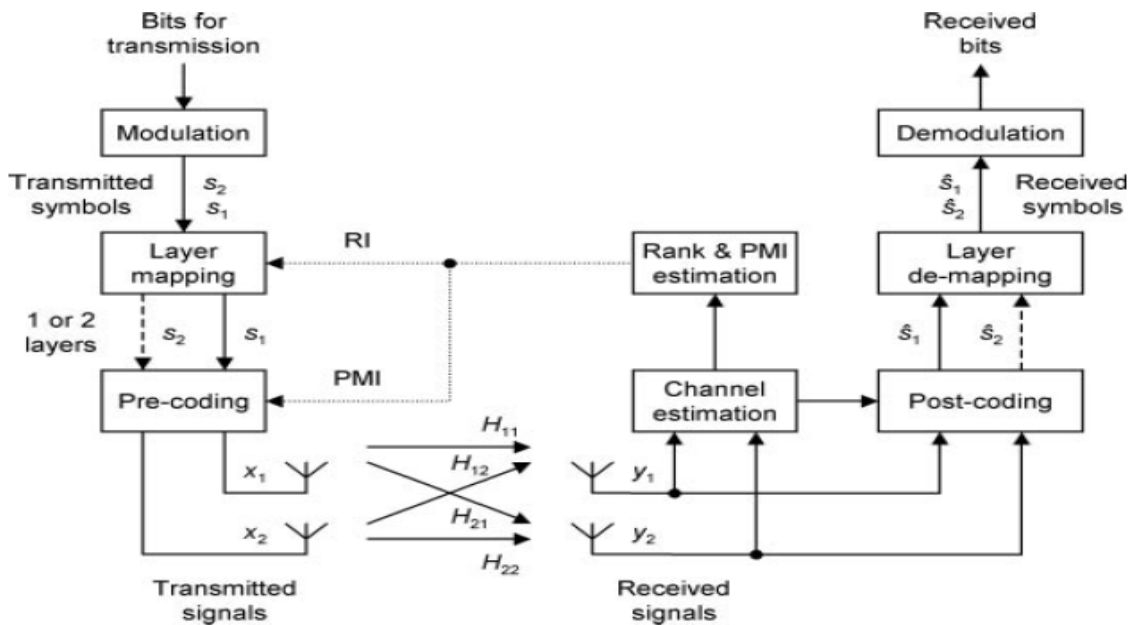 Bits for
transmission
Received
bits
Modulation
Demodulation
Transmitted
symbols
s₂
s₁
ŝ₁
ŝ₂
Received
symbols
Layer
mapping
RI
Rank & PMI
estimation
Layer
de-mapping
1 or 2
layers
s₂
s₁
ŝ₁
ŝ₂
Pre-coding
PMI
Channel
estimation
Post-coding
H₁₁
x₁
H₁₂
y₁
H₂₁
x₂
y₂
H₂₂
Transmitted
signals
Received
signals